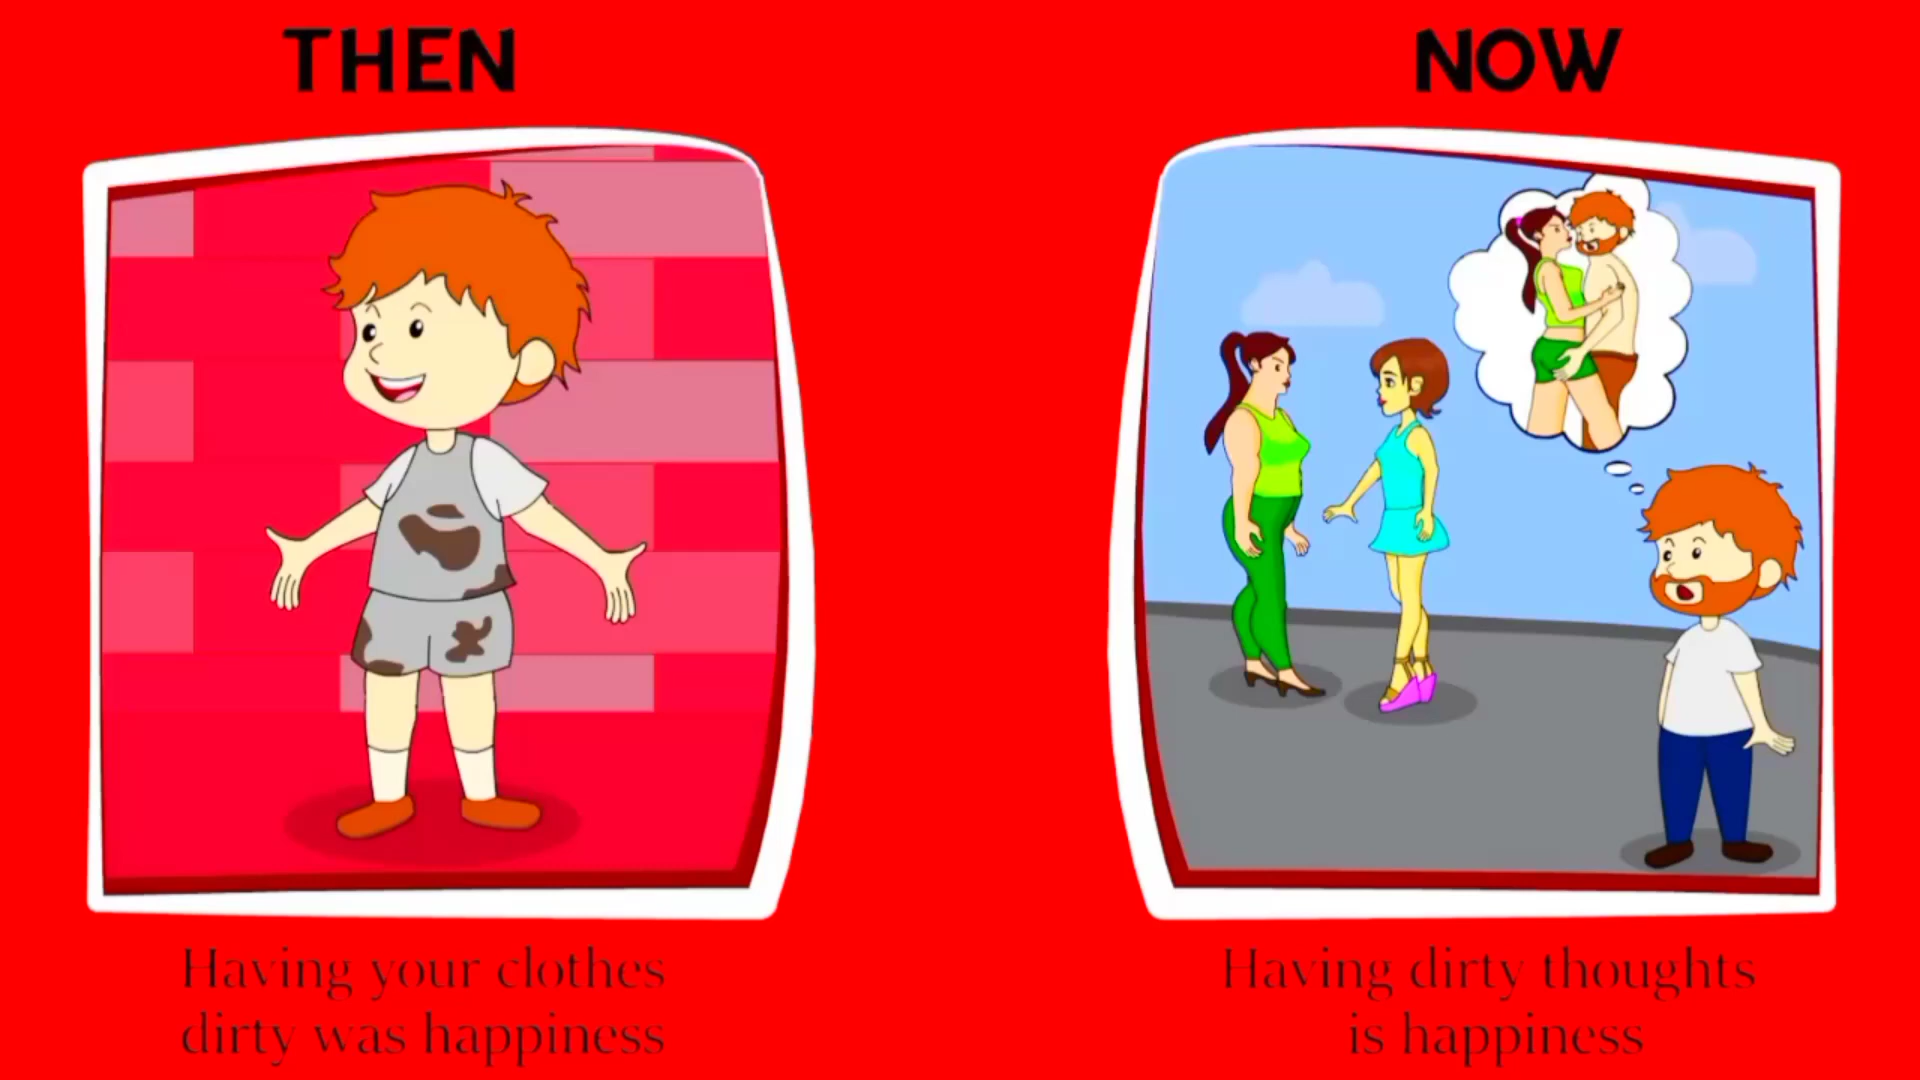 THEN
Having your clothes
dirty was happiness
NOW
Having dirty thoughts
is happiness